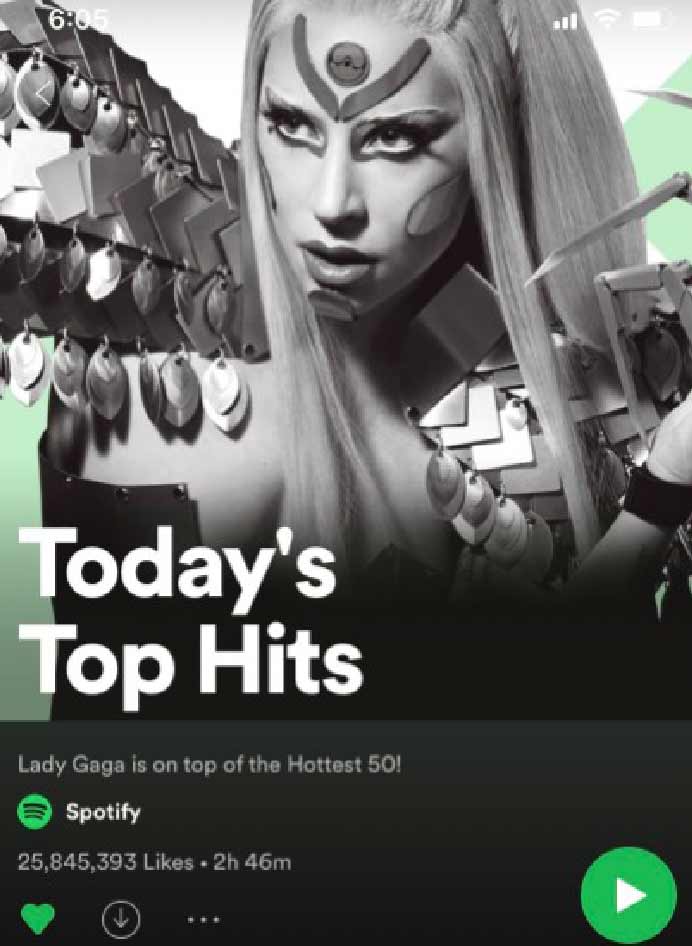 6:05
Today's
Top Hits
Lady Gaga is on top of the Hottest 50!
Spotify
25,845,393 Likes • 2h 46m